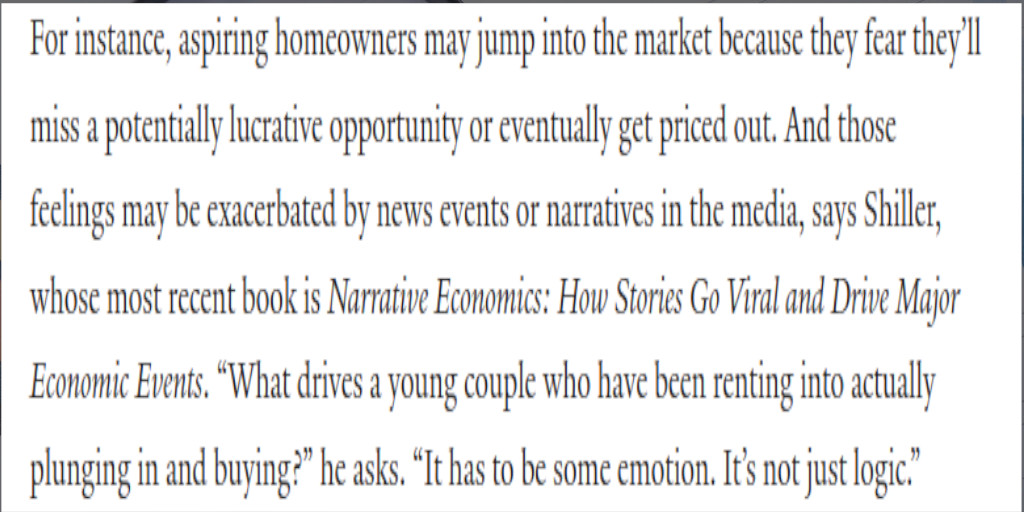 For instance, aspiring homeowners may jump into the market because they fear they’ll
miss a potentially lucrative opportunity or eventually get priced out. And those
feelings may be exacerbated by news events or narratives in the media, says Shiller,
whose most recent book is Narrative Economics: How Stories Go Viral and Drive Major
Economic Events. “What drives a young couple who have been renting into actually
plunging in and buying?” he asks. “It has to be some emotion. It’s not just logic.”